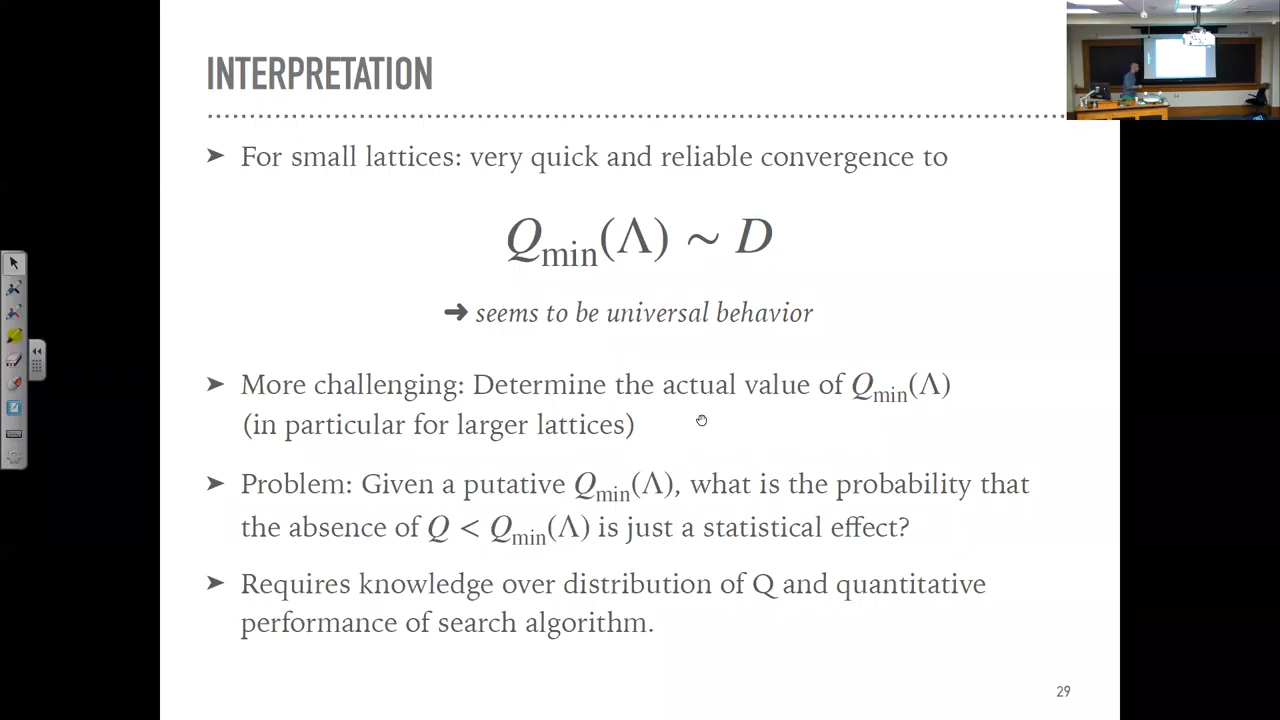 INTERPRETATION
➤ For small lattices: very quick and reliable convergence to
Q_min(Λ) ~ D
➜ seems to be universal behavior
➤ More challenging: Determine the actual value of Q_min(Λ)
(in particular for larger lattices)
➤ Problem: Given a putative Q_min(Λ), what is the probability that
the absence of Q < Q_min(Λ) is just a statistical effect?
➤ Requires knowledge over distribution of Q and quantitative
performance of search algorithm.
29